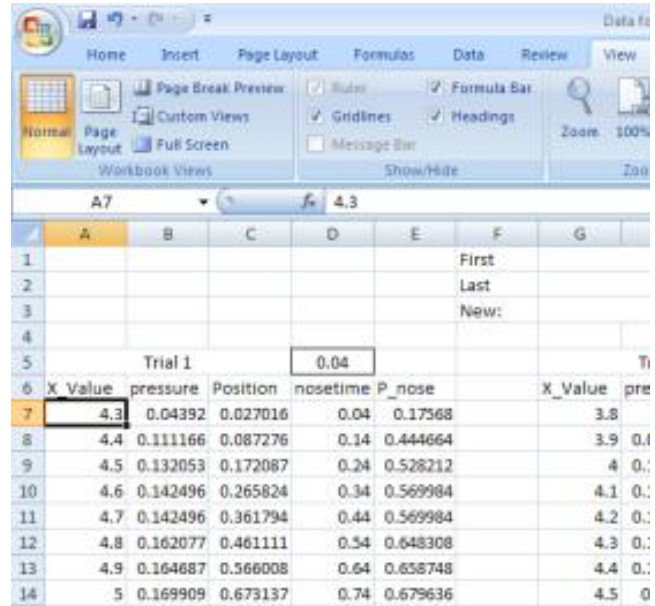 Data fo
Home Insert Page Layout Formulas Data Review View
Page Break Preview Ruler Formula Bar
Custom Views Gridlines Headings
Normal Page Layout Full Screen Message Bar Zoom 100%
Workbook Views Show/Hide Zoo
A7 fx 4.3
A B C D E F G
1 First
2 Last
3 New:
4
5 Trial 1 0.04
6 X_Value pressure Position nosetime P_nose X_Value pre
7 4.3 0.04392 0.027016 0.04 0.17568 3.8
8 4.4 0.111166 0.087276 0.14 0.444664 3.9
9 4.5 0.132053 0.172087 0.24 0.528212 4
10 4.6 0.142496 0.265824 0.34 0.569984 4.1
11 4.7 0.142496 0.361794 0.44 0.569984 4.2
12 4.8 0.162077 0.461111 0.54 0.648308 4.3
13 4.9 0.164687 0.566008 0.64 0.658748 4.4
14 5 0.169909 0.673137 0.74 0.679636 4.5